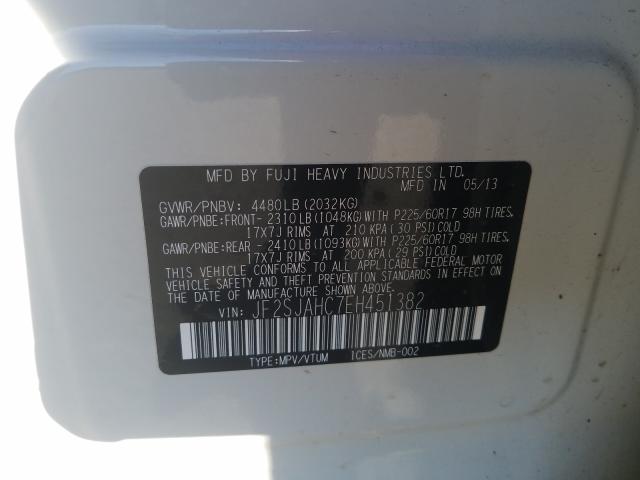 MFD BY FUJI HEAVY INDUSTRIES LTD.
MFD IN 05/13
GVWR/PNBV: 4480LB (2032KG)
GAWR/PNBE:FRONT- 2310LB (1048KG)WITH P225/60R17 98H TIRES.
17X7J RIMS AT 210 KPA (30 PSI)COLD
GAWR/PNBE:REAR - 2410LB (1093KG)WITH P225/60R17 98H TIRES.
17X7J RIMS AT 200 KPA (29 PSI)COLD
THIS VEHICLE CONFORMS TO ALL APPLICABLE FEDERAL MOTOR
VEHICLE SAFETY AND THEFT PREVENTION STANDARDS IN EFFECT
ON THE DATE OF MANUFACTURE SHOWN ABOVE.
VIN: JF2SJAHC7EH451382
TYPE:MPV/VTUM ICES/NMB-002